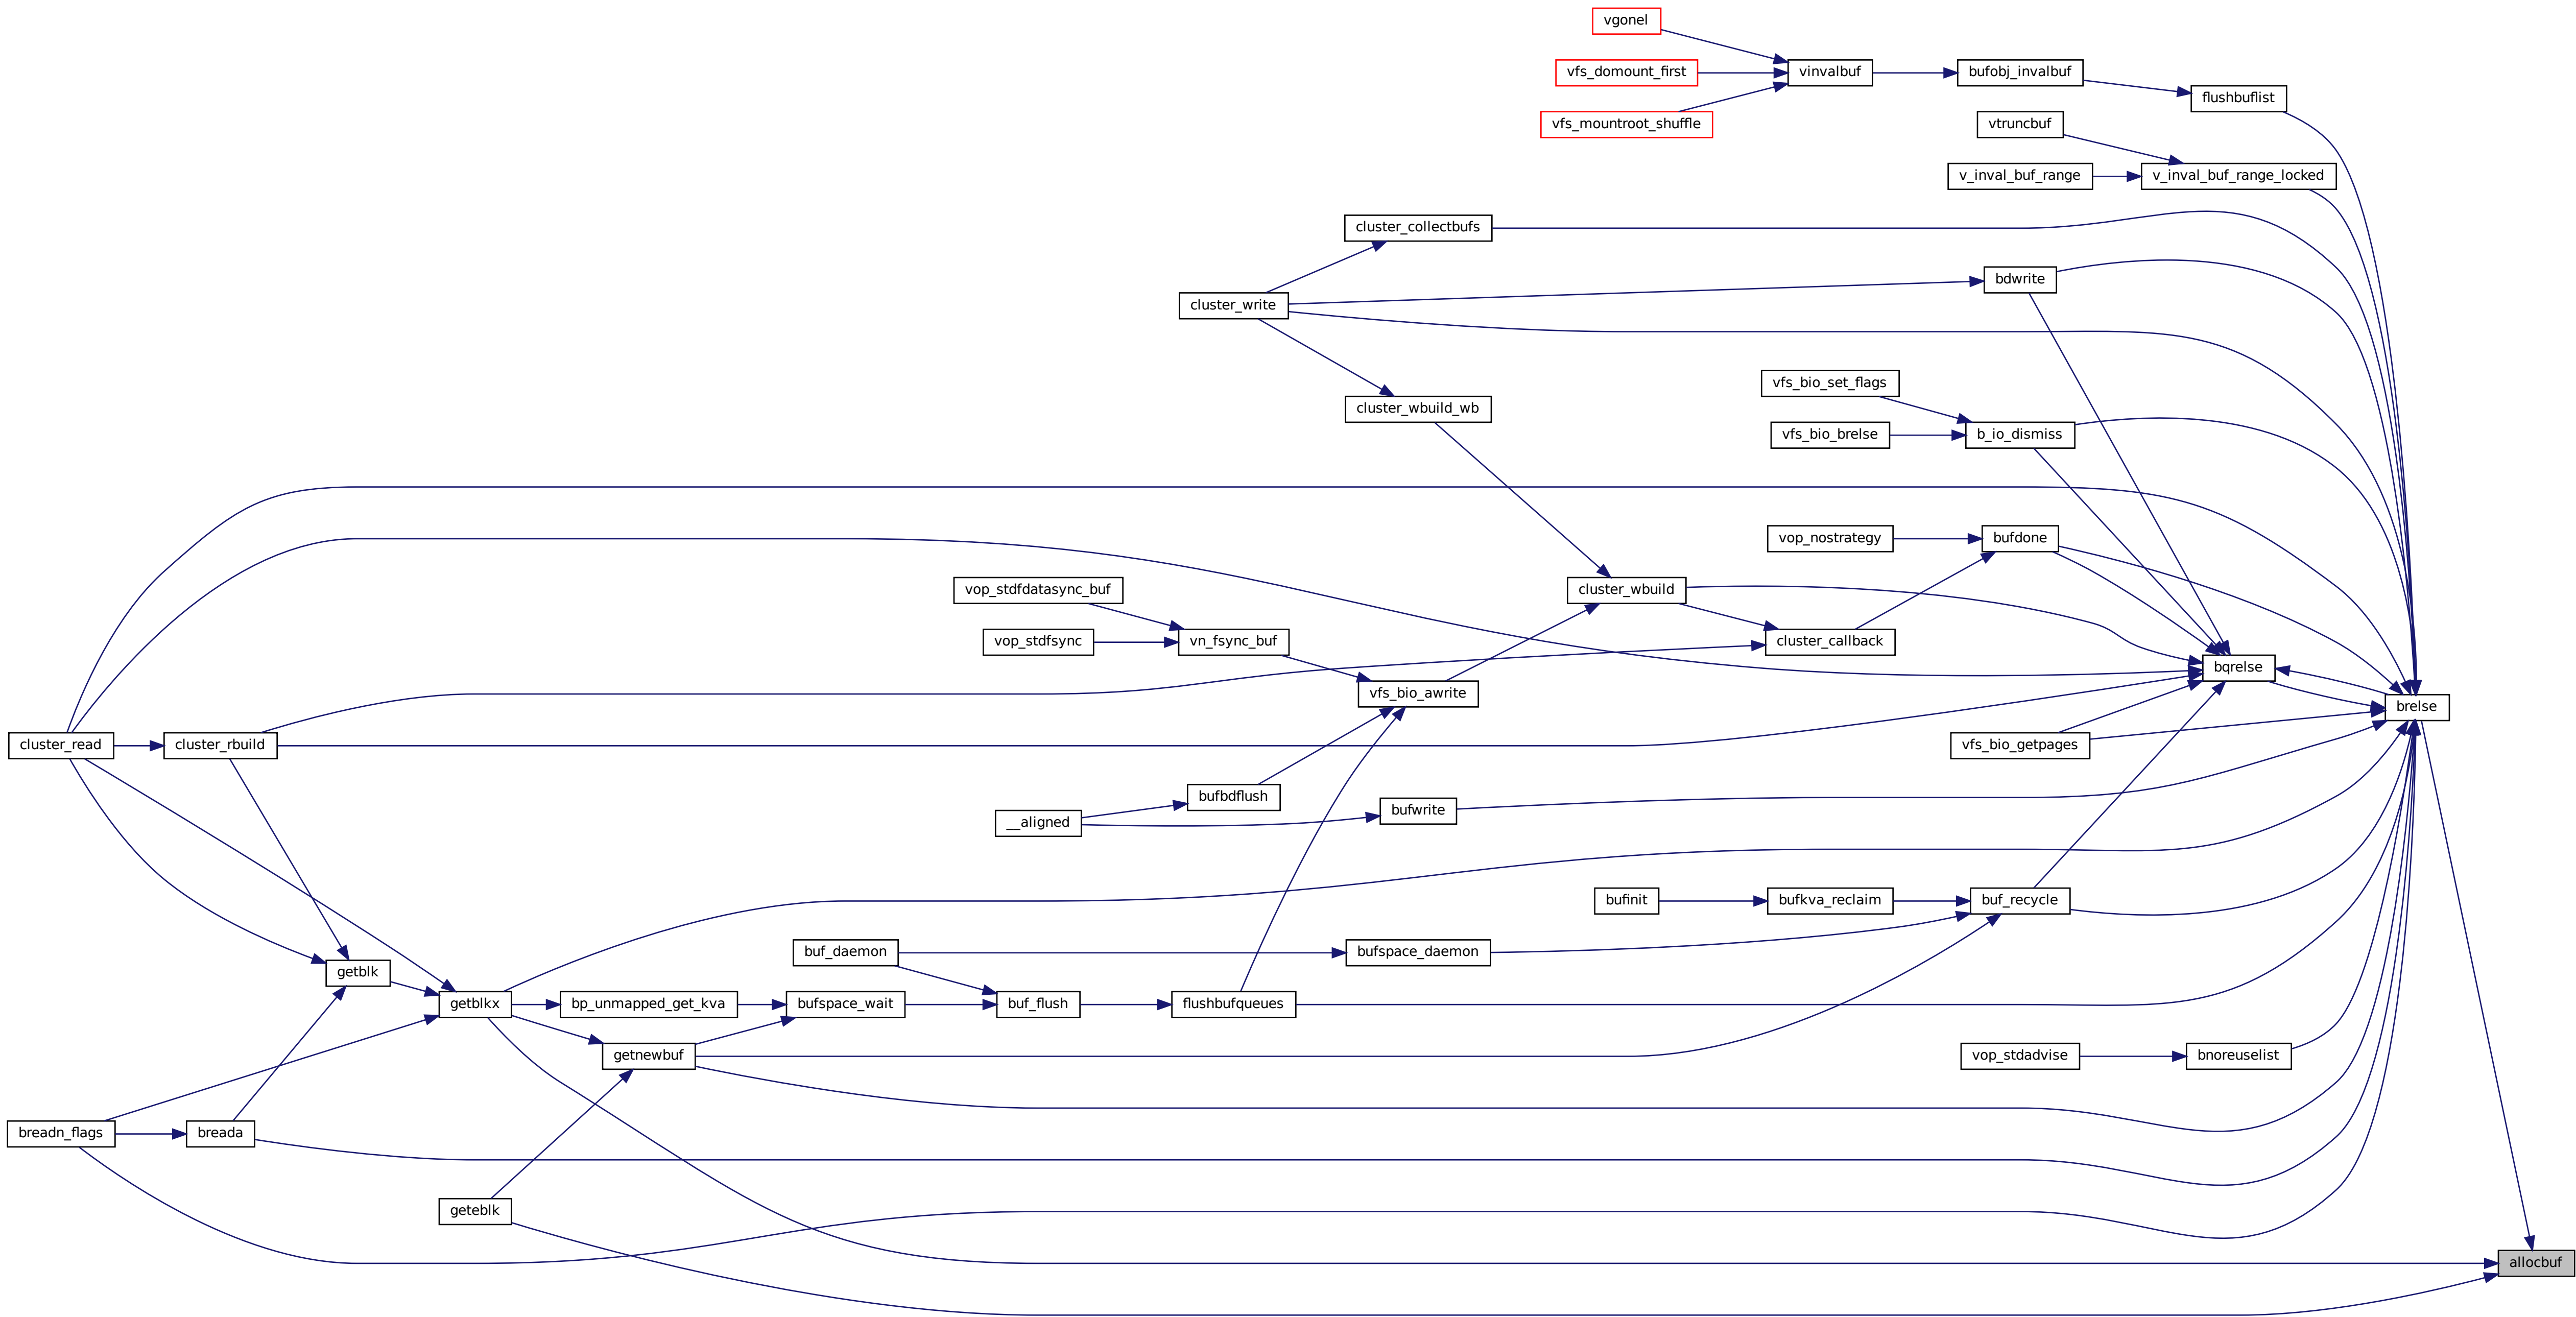 vgonel
vfs_domount_first
vinvalbuf
bufobj_invalbuf
flushbuflist
vfs_mountroot_shuffle
vtruncbuf
v_inval_buf_range
v_inval_buf_range_locked
cluster_collectbufs
bdwrite
cluster_write
vfs_bio_set_flags
cluster_wbuild_wb
vfs_bio_brelse
b_io_dismiss
vop_nostrategy
bufdone
vop_stdfdatasync_buf
cluster_wbuild
vop_stdfsync
vn_fsync_buf
cluster_callback
bqrelse
vfs_bio_awrite
brelse
cluster_read
cluster_rbuild
vfs_bio_getpages
bufbdflush
__aligned
bufwrite
bufinit
bufkva_reclaim
buf_recycle
buf_daemon
bufspace_daemon
getblk
getblkx
bp_unmapped_get_kva
bufspace_wait
buf_flush
flushbufqueues
getnewbuf
vop_stdadvise
bnoreuselist
breadn_flags
breada
geteblk
allocbuf